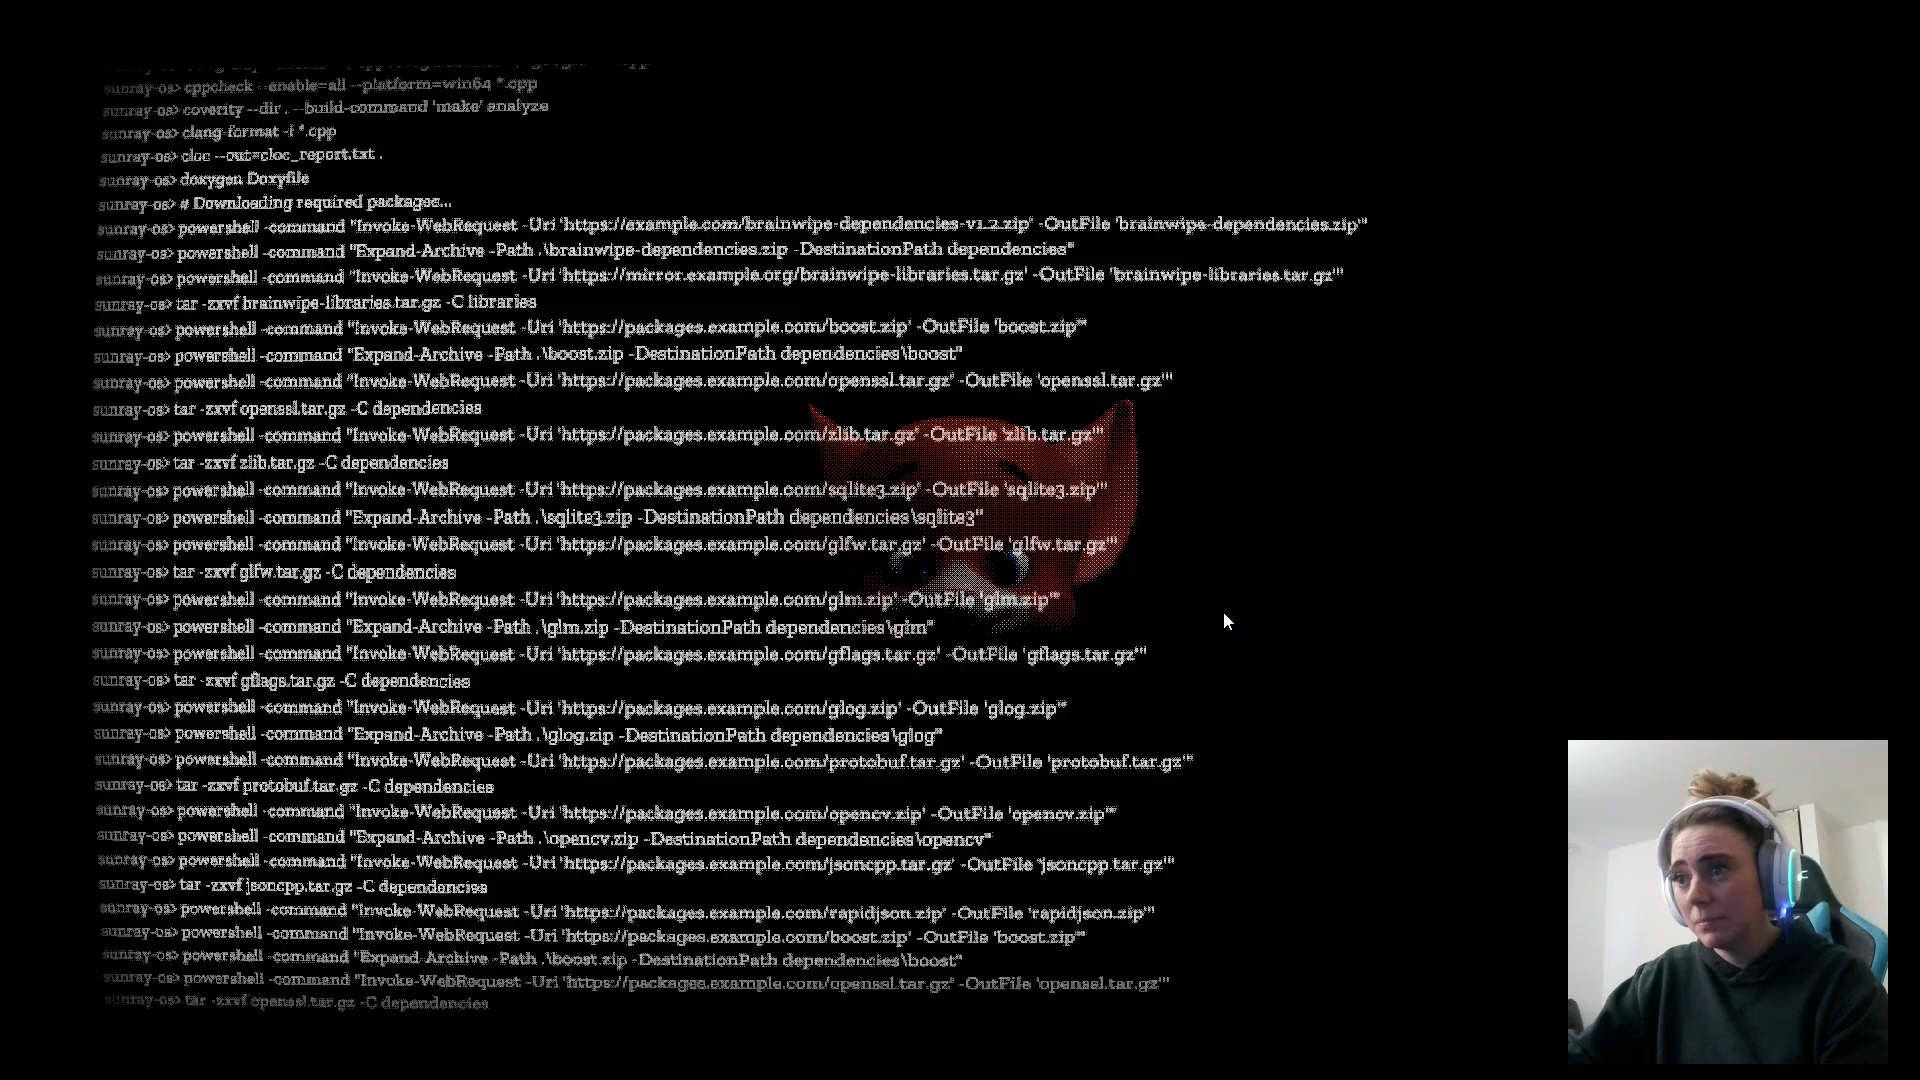 sunray-os> cppcheck --enable=all --platform=win64 *.cpp
sunray-os> coverity --dir . --build-command 'make' analyze
sunray-os> clang-format -i *.cpp
sunray-os> cloc --out=cloc_report.txt .
sunray-os> doxygen Doxyfile
sunray-os> # Downloading required packages...
sunray-os> powershell -command "Invoke-WebRequest -Uri 'https://example.com/brainwipe-dependencies-v1.2.zip' -OutFile 'brainwipe-dependencies.zip'"
sunray-os> powershell -command "Expand-Archive -Path .\brainwipe-dependencies.zip -DestinationPath dependencies"
sunray-os> powershell -command "Invoke-WebRequest -Uri 'https://mirror.example.org/brainwipe-libraries.tar.gz' -OutFile 'brainwipe-libraries.tar.gz'"
sunray-os> tar -zxvf brainwipe-libraries.tar.gz -C libraries
sunray-os> powershell -command "Invoke-WebRequest -Uri 'https://packages.example.com/boost.zip' -OutFile 'boost.zip'"
sunray-os> powershell -command "Expand-Archive -Path .\boost.zip -DestinationPath dependencies\boost"
sunray-os> powershell -command "Invoke-WebRequest -Uri 'https://packages.example.com/openssl.tar.gz' -OutFile 'openssl.tar.gz'"
sunray-os> tar -zxvf openssl.tar.gz -C dependencies
sunray-os> powershell -command "Invoke-WebRequest -Uri 'https://packages.example.com/zlib.tar.gz' -OutFile 'zlib.tar.gz'"
sunray-os> tar -zxvf zlib.tar.gz -C dependencies
sunray-os> powershell -command "Invoke-WebRequest -Uri 'https://packages.example.com/sqlite3.zip' -OutFile 'sqlite3.zip'"
sunray-os> powershell -command "Expand-Archive -Path .\sqlite3.zip -DestinationPath dependencies\sqlite3"
sunray-os> powershell -command "Invoke-WebRequest -Uri 'https://packages.example.com/glfw.tar.gz' -OutFile 'glfw.tar.gz'"
sunray-os> tar -zxvf glfw.tar.gz -C dependencies
sunray-os> powershell -command "Invoke-WebRequest -Uri 'https://packages.example.com/glm.zip' -OutFile 'glm.zip'"
sunray-os> powershell -command "Expand-Archive -Path .\glm.zip -DestinationPath dependencies\glm"
sunray-os> powershell -command "Invoke-WebRequest -Uri 'https://packages.example.com/gflags.tar.gz' -OutFile 'gflags.tar.gz'"
sunray-os> tar -zxvf gflags.tar.gz -C dependencies
sunray-os> powershell -command "Invoke-WebRequest -Uri 'https://packages.example.com/glog.zip' -OutFile 'glog.zip'"
sunray-os> powershell -command "Expand-Archive -Path .\glog.zip -DestinationPath dependencies\glog"
sunray-os> powershell -command "Invoke-WebRequest -Uri 'https://packages.example.com/protobuf.tar.gz' -OutFile 'protobuf.tar.gz'"
sunray-os> tar -zxvf protobuf.tar.gz -C dependencies
sunray-os> powershell -command "Invoke-WebRequest -Uri 'https://packages.example.com/opencv.zip' -OutFile 'opencv.zip'"
sunray-os> powershell -command "Expand-Archive -Path .\opencv.zip -DestinationPath dependencies\opencv"
sunray-os> powershell -command "Invoke-WebRequest -Uri 'https://packages.example.com/jsoncpp.tar.gz' -OutFile 'jsoncpp.tar.gz'"
sunray-os> tar -zxvf jsoncpp.tar.gz -C dependencies
sunray-os> powershell -command "Invoke-WebRequest -Uri 'https://packages.example.com/rapidjson.zip' -OutFile 'rapidjson.zip'"
sunray-os> powershell -command "Invoke-WebRequest -Uri 'https://packages.example.com/boost.zip' -OutFile 'boost.zip'"
sunray-os> powershell -command "Expand-Archive -Path .\boost.zip -DestinationPath dependencies\boost"
sunray-os> powershell -command "Invoke-WebRequest -Uri 'https://packages.example.com/openssl.tar.gz' -OutFile 'openssl.tar.gz'"
sunray-os> tar -zxvf openssl.tar.gz -C dependencies